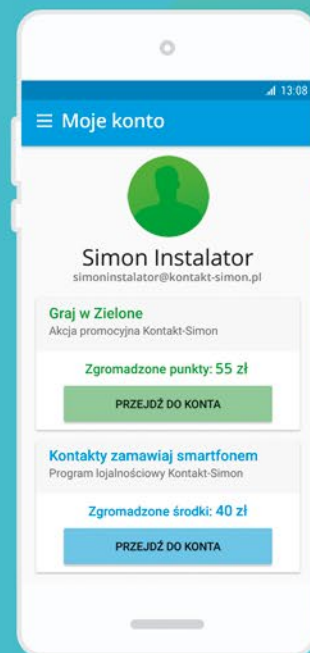 13:08
Moje konto
Simon Instalator
simoninstalator@kontakt-simon.pl
Graj w Zielone
Akcja promocyjna Kontakt-Simon
Zgromadzone punkty: 55 zł
PRZEJDŹ DO KONTA
Kontakty zamawiaj smartfonem
Program lojalnościowy Kontakt-Simon
Zgromadzone środki: 40 zł
PRZEJDŹ DO KONTA